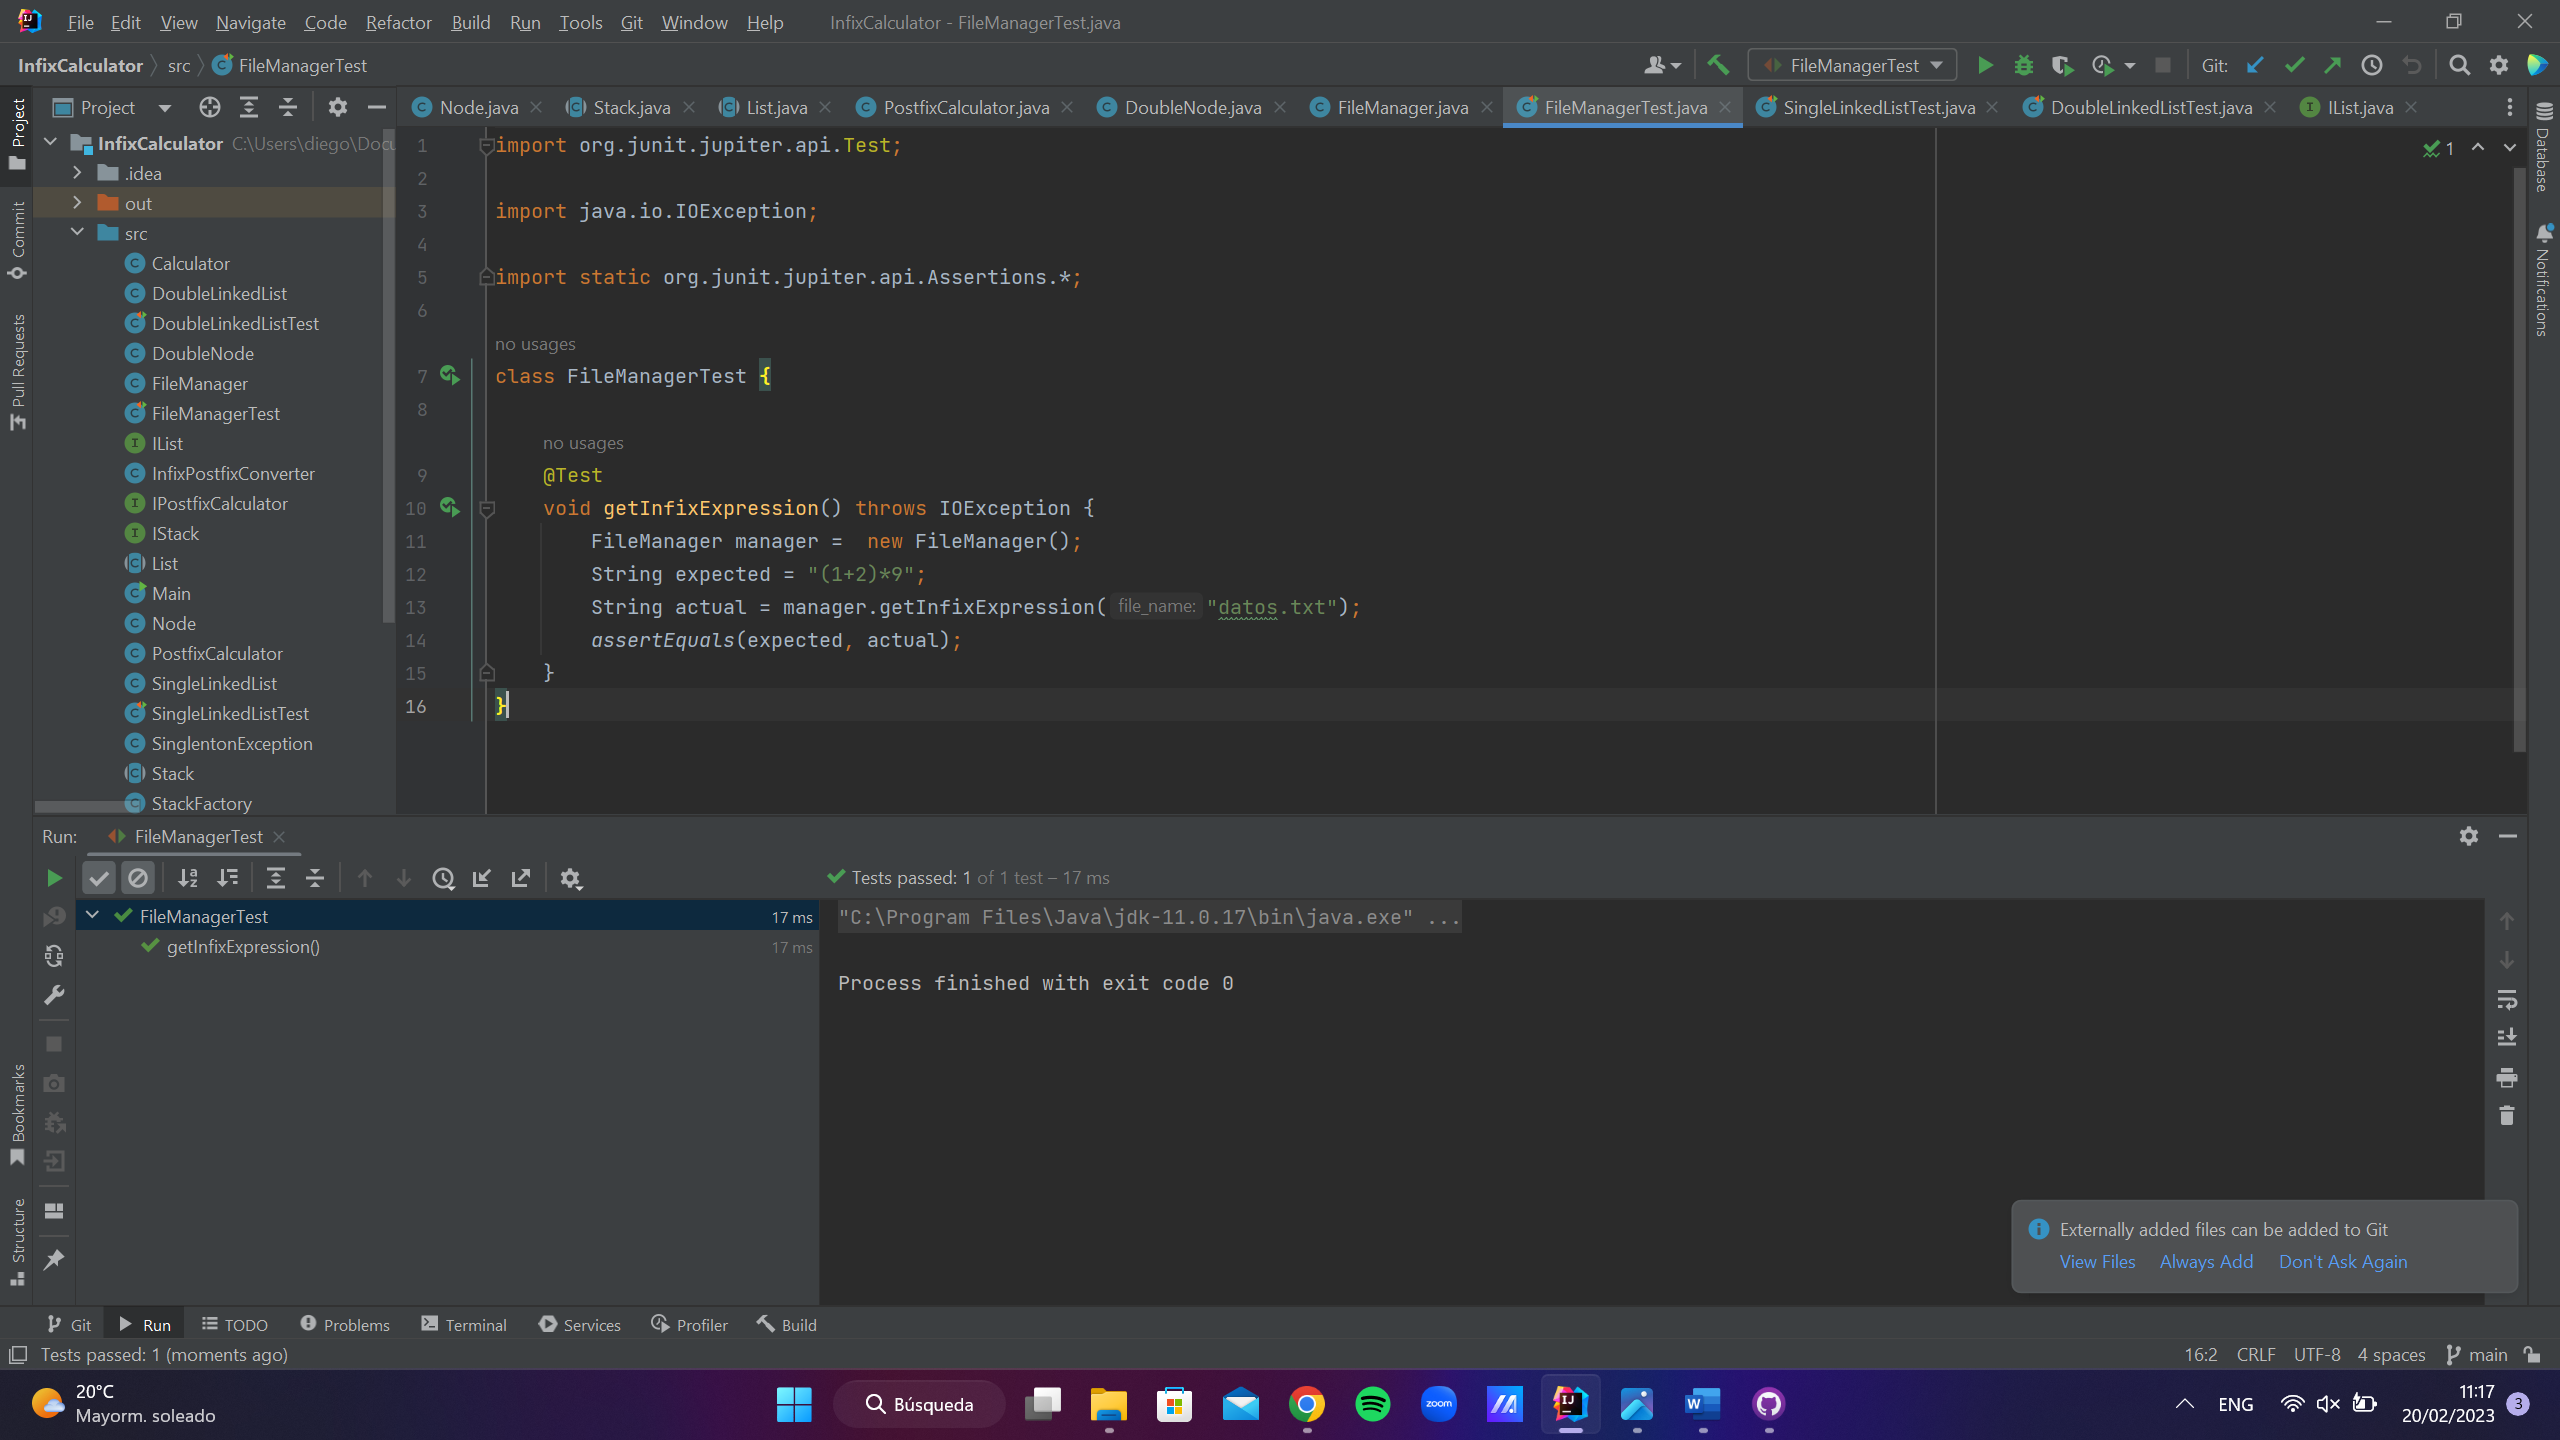 File Edit View Navigate Code Refactor Build Run Tools Git Window Help InfixCalculator - FileManagerTest.java
InfixCalculator src FileManagerTest FileManagerTest Git:
Project Node.java Stack.java List.java PostfixCalculator.java DoubleNode.java FileManager.java FileManagerTest.java SingleLinkedListTest.java DoubleLinkedListTest.java IList.java
Project
Commit
Pull Requests
Bookmarks
Structure
Database
Notifications
InfixCalculator C:\Users\diego\Docu
.idea
out
src
Calculator
DoubleLinkedList
DoubleLinkedListTest
DoubleNode
FileManager
FileManagerTest
IList
InfixPostfixConverter
IPostfixCalculator
IStack
List
Main
Node
PostfixCalculator
SingleLinkedList
SingleLinkedListTest
SinglentonException
Stack
StackFactory
1 import org.junit.jupiter.api.Test;
2
3 import java.io.IOException;
4
5 import static org.junit.jupiter.api.Assertions.*;
6
no usages
7 class FileManagerTest {
8
no usages
9 @Test
10 void getInfixExpression() throws IOException {
11 FileManager manager =  new FileManager();
12 String expected = "(1+2)*9";
13 String actual = manager.getInfixExpression( file_name: "datos.txt");
14 assertEquals(expected, actual);
15 }
16 }
1
Run: FileManagerTest
Tests passed: 1 of 1 test – 17 ms
FileManagerTest 17 ms
getInfixExpression() 17 ms
"C:\Program Files\Java\jdk-11.0.17\bin\java.exe" ...
Process finished with exit code 0
Externally added files can be added to Git
View Files Always Add Don't Ask Again
Git Run TODO Problems Terminal Services Profiler Build
Tests passed: 1 (moments ago) 16:2 CRLF UTF-8 4 spaces main
20°C
Mayorm. soleado
Búsqueda
zoom
ENG
11:17
20/02/2023
3